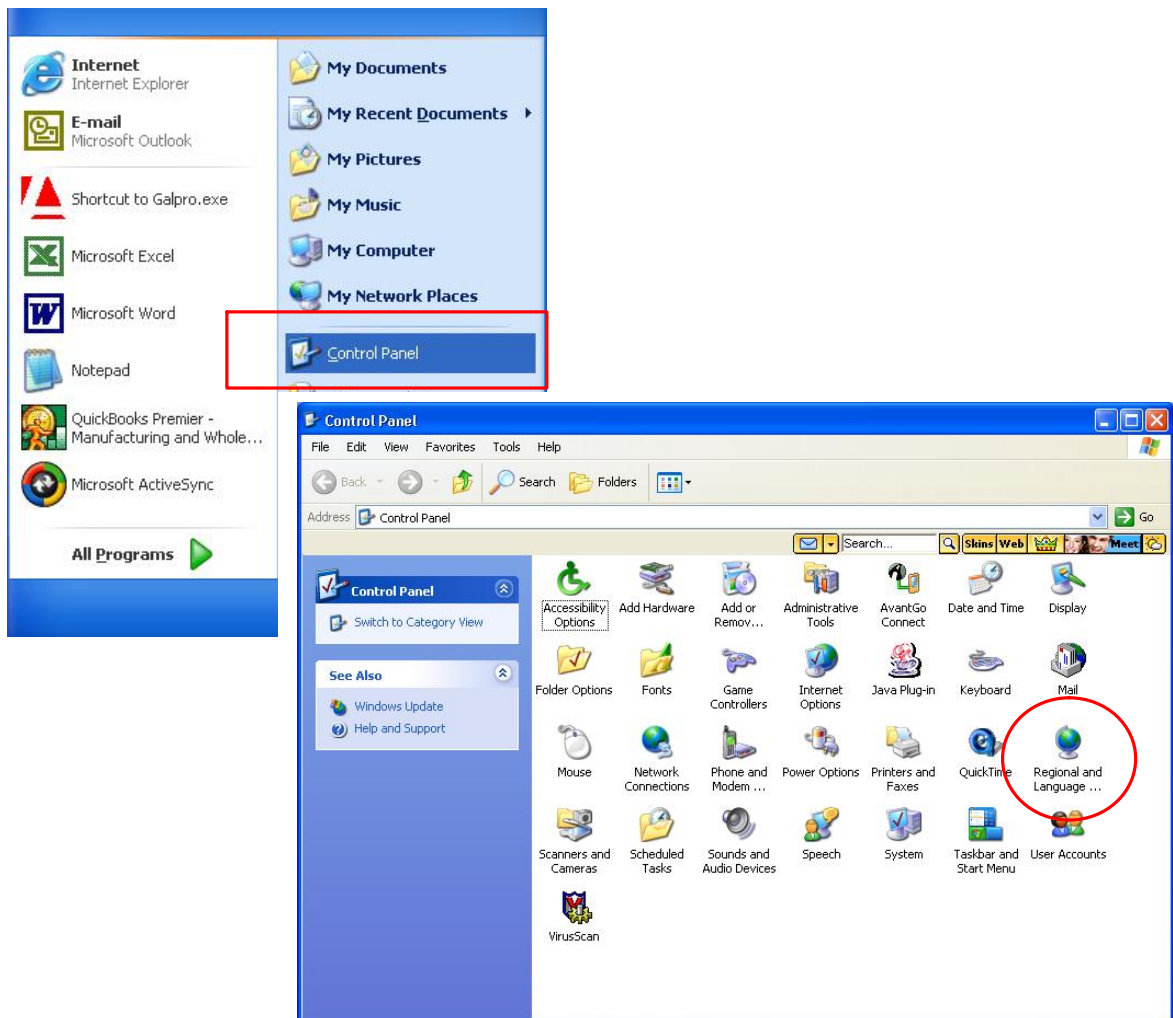 Internet
Internet Explorer
E-mail
Microsoft Outlook
Shortcut to Galpro.exe
Microsoft Excel
Microsoft Word
Notepad
QuickBooks Premier -
Manufacturing and Whole...
Microsoft ActiveSync
All Programs
My Documents
My Recent Documents
My Pictures
My Music
My Computer
My Network Places
Control Panel
Control Panel
File Edit View Favorites Tools Help
Back Search Folders
Address Control Panel Go
Search... Skins Web Meet
Control Panel
Switch to Category View
See Also
Windows Update
Help and Support
Accessibility Options
Add Hardware
Add or Remov...
Administrative Tools
AvantGo Connect
Date and Time
Display
Folder Options
Fonts
Game Controllers
Internet Options
Java Plug-in
Keyboard
Mail
Mouse
Network Connections
Phone and Modem ...
Power Options
Printers and Faxes
QuickTime
Regional and Language ...
Scanners and Cameras
Scheduled Tasks
Sounds and Audio Devices
Speech
System
Taskbar and Start Menu
User Accounts
VirusScan